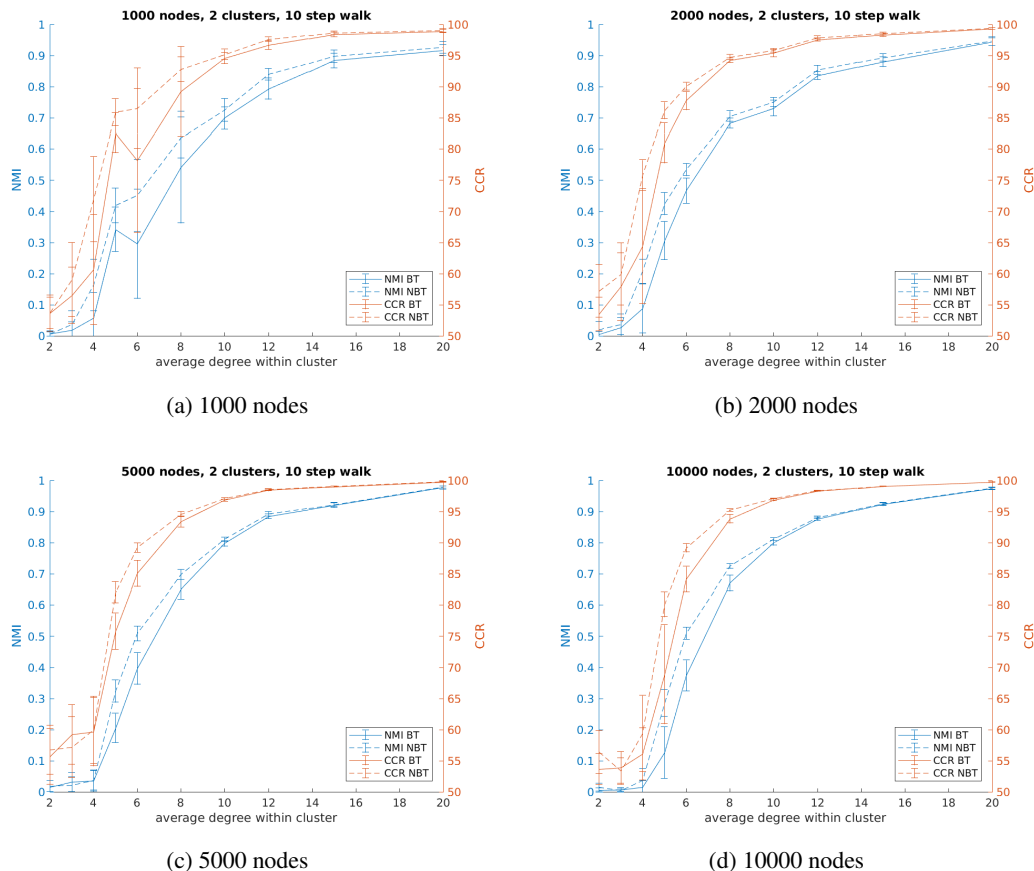 1000 nodes, 2 clusters, 10 step walk
1
0.9
0.8
0.7
0.6
0.5
0.4
0.3
0.2
0.1
0
NMI
100
95
90
85
80
75
70
65
60
55
50
CCR
NMI BT
NMI NBT
CCR BT
CCR NBT
2 4 6 8 10 12 14 16 18 20
average degree within cluster
(a) 1000 nodes
2000 nodes, 2 clusters, 10 step walk
1
0.9
0.8
0.7
0.6
0.5
0.4
0.3
0.2
0.1
0
NMI
100
95
90
85
80
75
70
65
60
55
50
CCR
NMI BT
NMI NBT
CCR BT
CCR NBT
2 4 6 8 10 12 14 16 18 20
average degree within cluster
(b) 2000 nodes
5000 nodes, 2 clusters, 10 step walk
1
0.9
0.8
0.7
0.6
0.5
0.4
0.3
0.2
0.1
0
NMI
100
95
90
85
80
75
70
65
60
55
50
CCR
NMI BT
NMI NBT
CCR BT
CCR NBT
2 4 6 8 10 12 14 16 18 20
average degree within cluster
(c) 5000 nodes
10000 nodes, 2 clusters, 10 step walk
1
0.9
0.8
0.7
0.6
0.5
0.4
0.3
0.2
0.1
0
NMI
100
95
90
85
80
75
70
65
60
55
50
CCR
NMI BT
NMI NBT
CCR BT
CCR NBT
2 4 6 8 10 12 14 16 18 20
average degree within cluster
(d) 10000 nodes